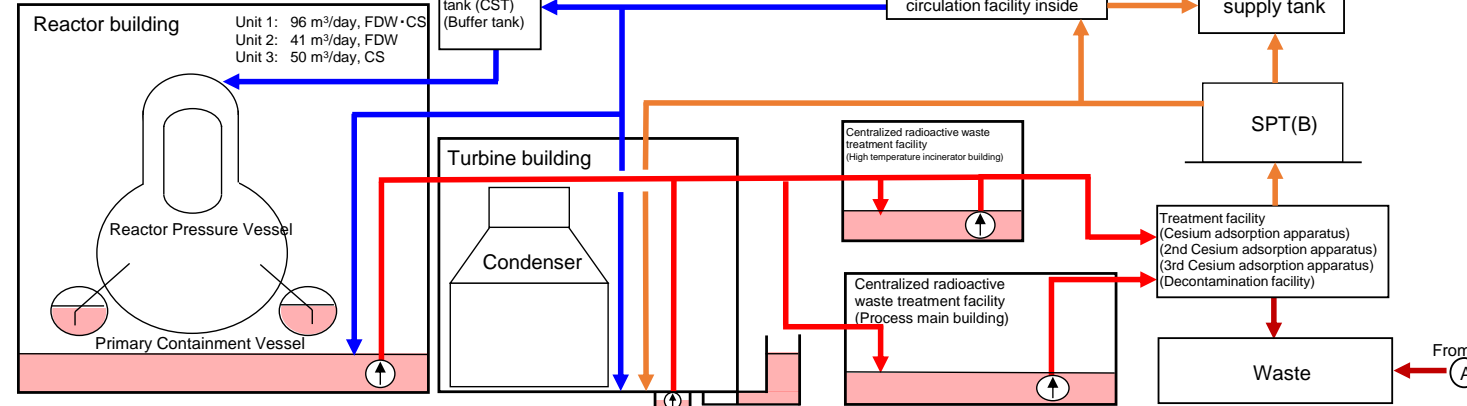 Reactor building
Unit 1: 96 m³/day, FDW・CS
Unit 2: 41 m³/day, FDW
Unit 3: 50 m³/day, CS
tank (CST)
(Buffer tank)
circulation facility inside
supply tank
SPT(B)
Turbine building
Centralized radioactive waste
treatment facility
(High temperature incinerator building)
Reactor Pressure Vessel
Condenser
Treatment facility
(Cesium adsorption apparatus)
(2nd Cesium adsorption apparatus)
(3rd Cesium adsorption apparatus)
(Decontamination facility)
Centralized radioactive
waste treatment facility
(Process main building)
Primary Containment Vessel
Waste
From
A